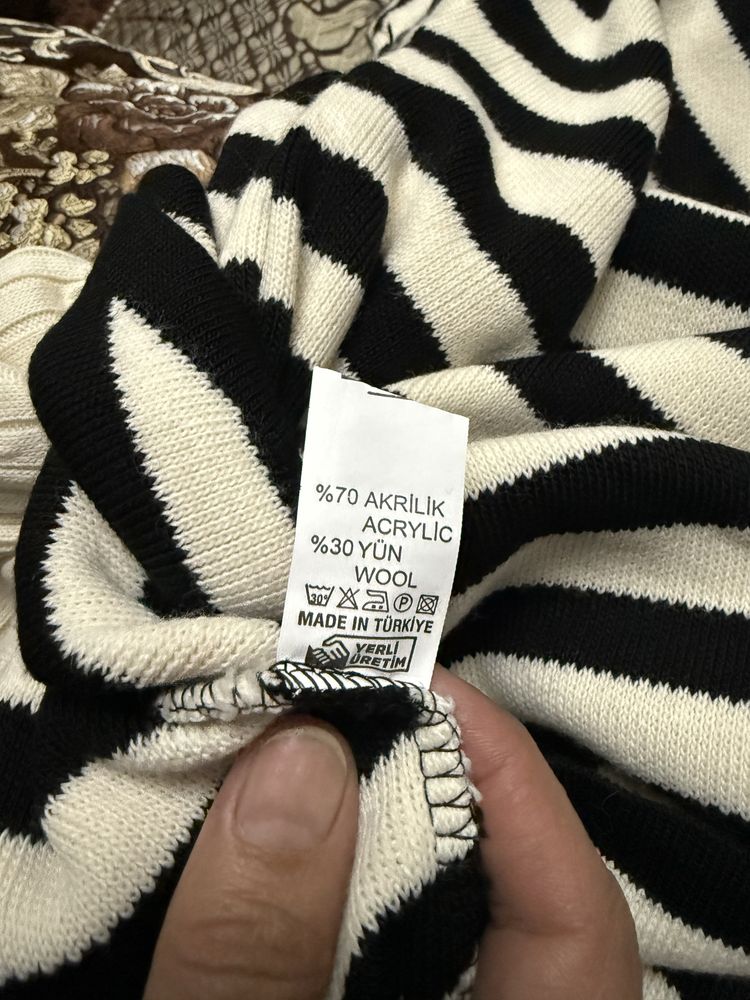 %70 AKRİLİK
ACRYLIC
%30 YÜN
WOOL
30° P
MADE IN TÜRKİYE
YERLİ
ÜRETİM